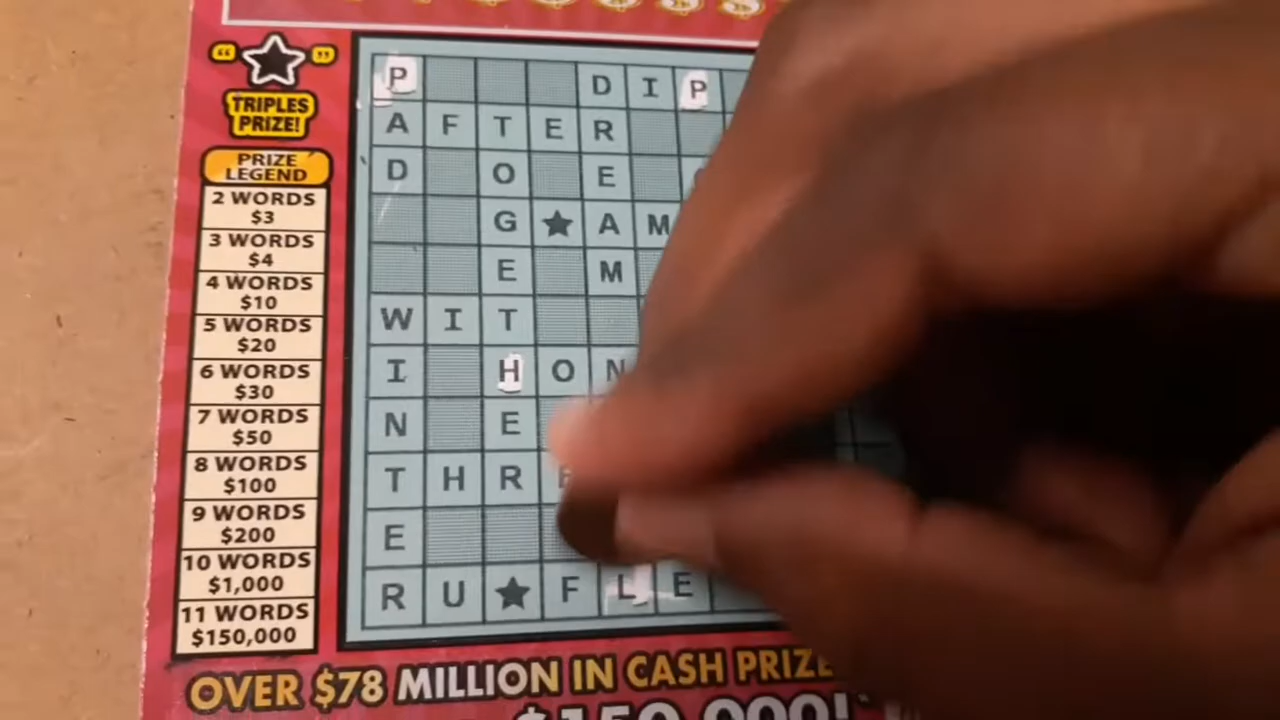 “ ”
TRIPLES
PRIZE!
PRIZE
LEGEND
2 WORDS
$3
3 WORDS
$4
4 WORDS
$10
5 WORDS
$20
6 WORDS
$30
7 WORDS
$50
8 WORDS
$100
9 WORDS
$200
10 WORDS
$1,000
11 WORDS
$150,000
P D I P
A F T E R R
D O E
G ★ A M
E M
W I T
I H O N
N E
T H R
E
R U ★ F L E
OVER $78 MILLION IN CASH PRIZE
$150,000!